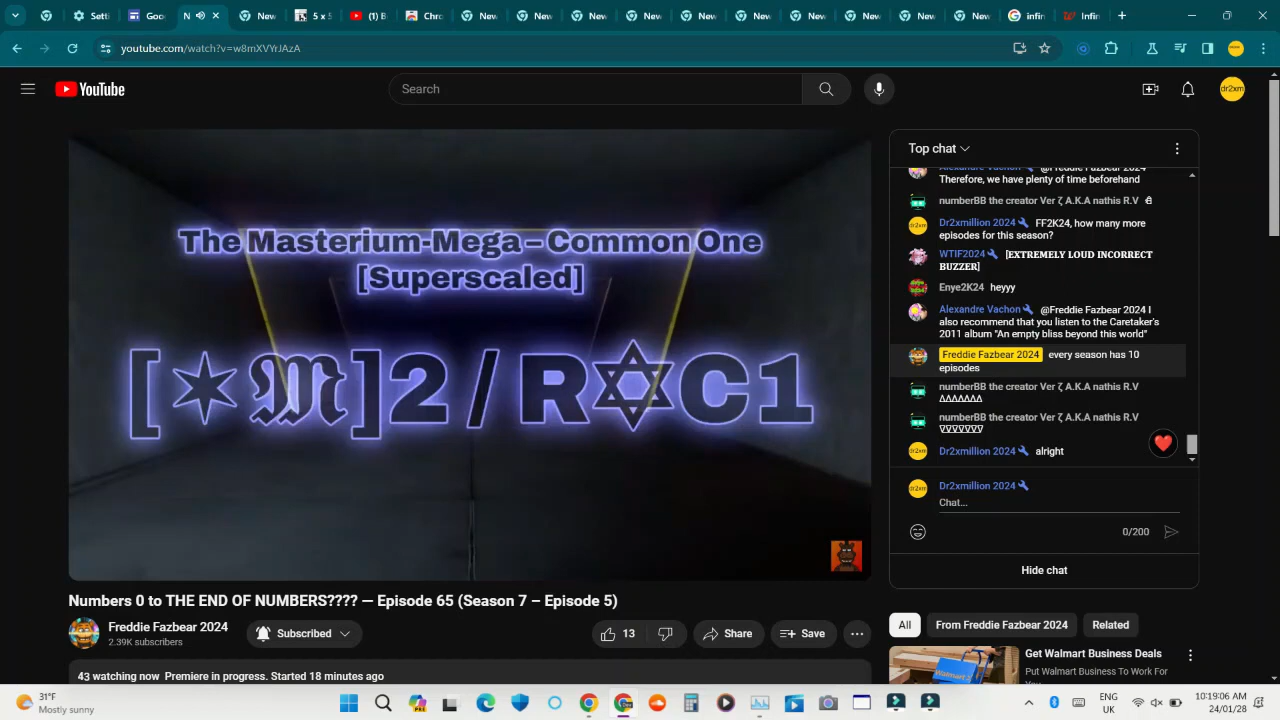 Setti
Goo
N
New
5 x 5
(1) B
Chro
New
New
New
New
New
New
New
New
New
New
infin
Infin
youtube.com/watch?v=w8mXVYrJAzA
YouTube
Search
dr2xm
The Masterium-Mega – Common One
[Superscaled]
[✶𝔐]2 / R✡C1
Top chat
Alexandre Vachon @Freddie Fazbear 2024
Therefore, we have plenty of time beforehand
numberBB the creator Ver ζ A.K.A nathis R.V
Dr2xmillion 2024 FF2K24, how many more
episodes for this season?
WTIF2024 [EXTREMELY LOUD INCORRECT
BUZZER]
Enye2K24 heyyy
Alexandre Vachon @Freddie Fazbear 2024 I
also recommend that you listen to the Caretaker's
2011 album "An empty bliss beyond this world"
Freddie Fazbear 2024 every season has 10
episodes
numberBB the creator Ver ζ A.K.A nathis R.V
∆∆∆∆∆∆∆
numberBB the creator Ver ζ A.K.A nathis R.V
∇∇∇∇∇∇∇
Dr2xmillion 2024 alright
Dr2xmillion 2024
Chat...
0/200
Hide chat
Numbers 0 to THE END OF NUMBERS???? — Episode 65 (Season 7 – Episode 5)
Freddie Fazbear 2024
2.39K subscribers
Subscribed
13
Share
Save
43 watching now Premiere in progress. Started 18 minutes ago
All
From Freddie Fazbear 2024
Related
Get Walmart Business Deals
Put Walmart Business To Work For
31°F
Mostly sunny
ENG
UK
10:19:06 AM
24/01/28